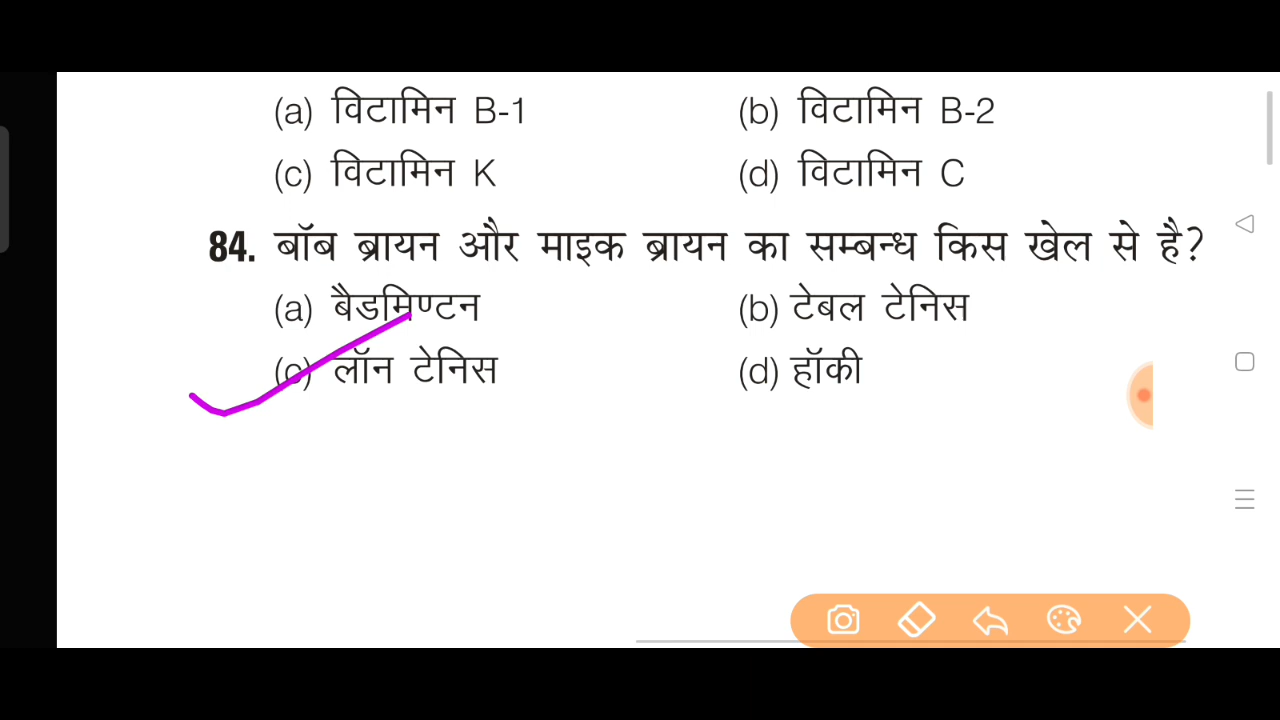 (a) विटामिन B-1 (b) विटामिन B-2
(c) विटामिन K (d) विटामिन C
84. बॉब ब्रायन और माइक ब्रायन का सम्बन्ध किस खेल से है?
(a) बैडमिण्टन (b) टेबल टेनिस
(c) लॉन टेनिस (d) हॉकी